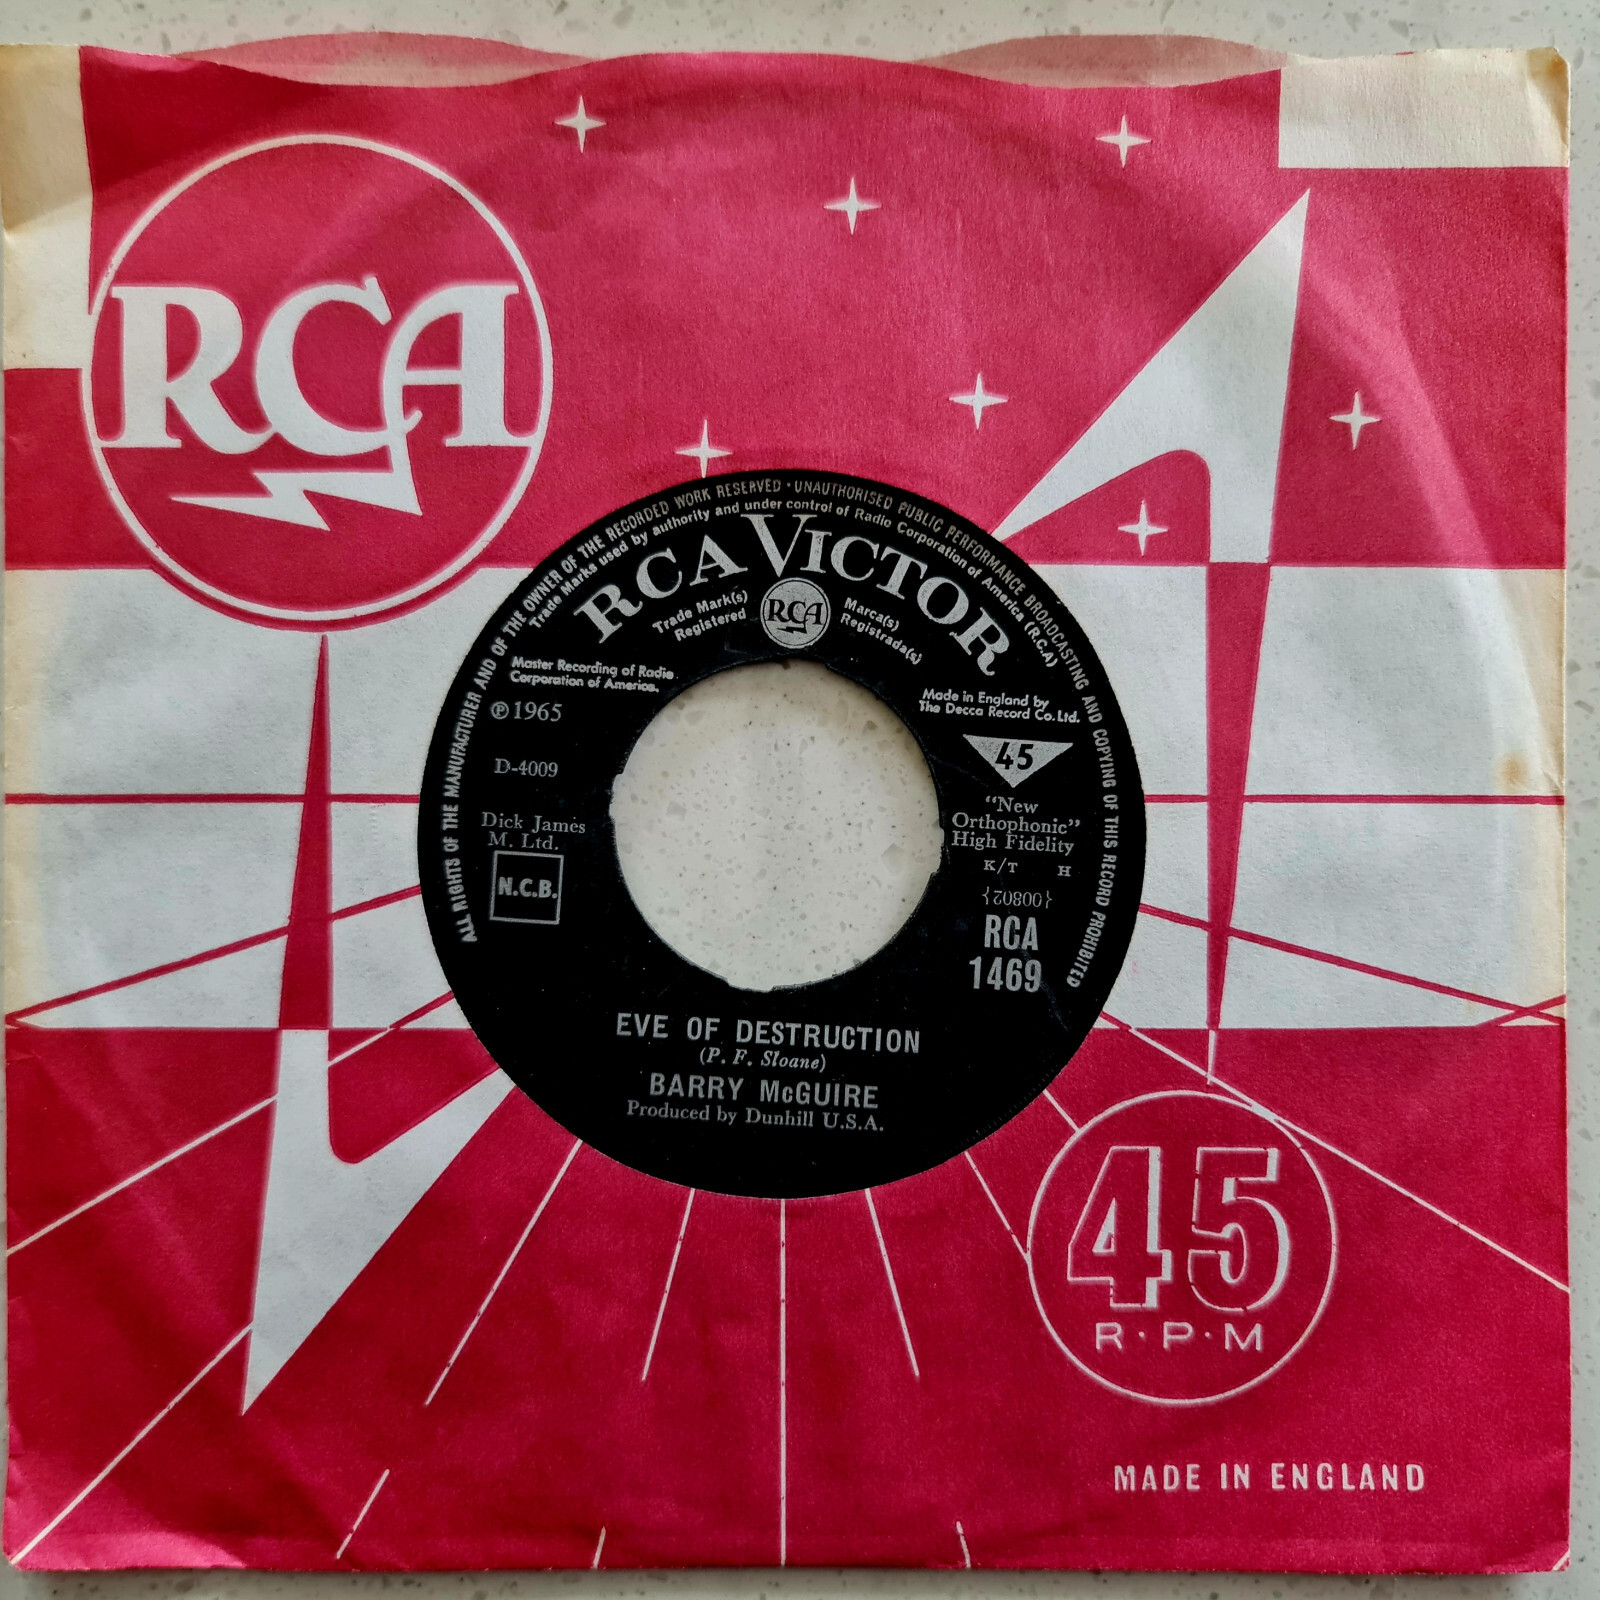 RCA
ALL RIGHTS OF THE MANUFACTURER AND OF THE OWNER OF THE RECORDED WORK RESERVED · UNAUTHORISED PUBLIC PERFORMANCE BROADCASTING AND COPYING OF THIS RECORD PROHIBITED
Trade Marks used by authority and under control of Radio Corporation of America (R.C.A)
RCA VICTOR
Trade Mark(s)
Registered
RCA
Marca(s)
Registrada(s)
Master Recording of Radio
Corporation of America.
℗ 1965
D-4009
Dick James
M. Ltd.
N.C.B.
Made in England by
The Decca Record Co. Ltd.
45
"New
Orthophonic"
High Fidelity
K/T H
{20800}
RCA
1469
EVE OF DESTRUCTION
(P. F. Sloane)
BARRY McGUIRE
Produced by Dunhill U.S.A.
45
R·P·M
MADE IN ENGLAND